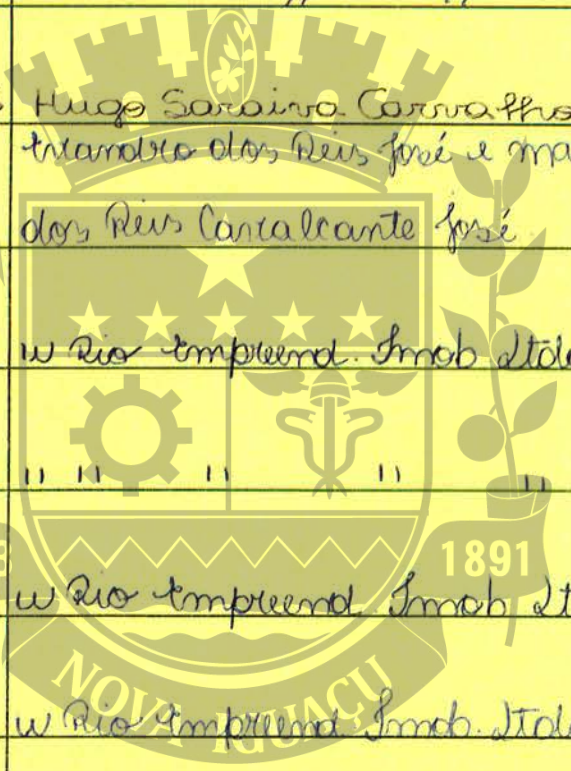 Hugo Saraiva Carvalho
dos Reis José e ma
dos Reis Cavalcante José
W Rio Empreend. Imob Ltda
" " " " "
1891
W Rio Empreend. Imob Lt
NOVA IGUAÇU
W Rio Empreend. Imob. Ltda